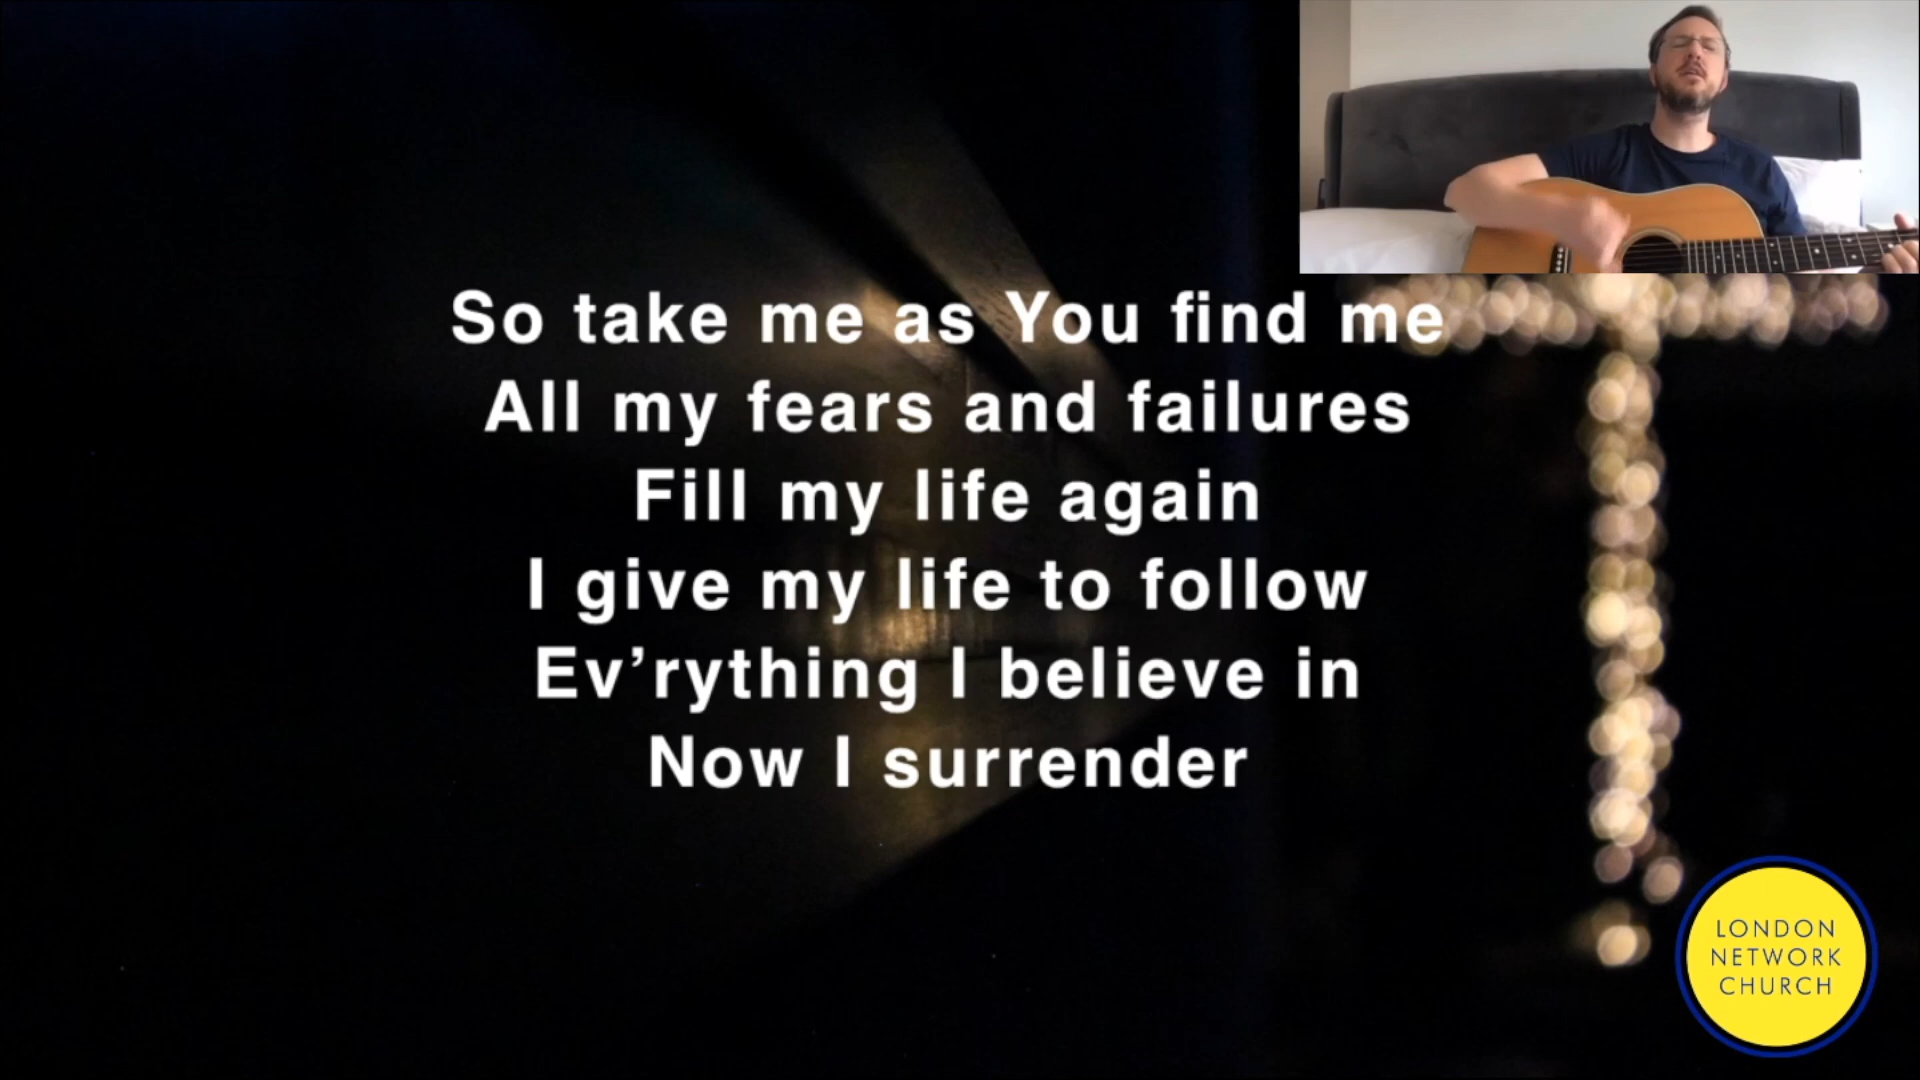 So take me as You find me
All my fears and failures
Fill my life again
I give my life to follow
Ev’rything I believe in
Now I surrender
LONDON
NETWORK
CHURCH